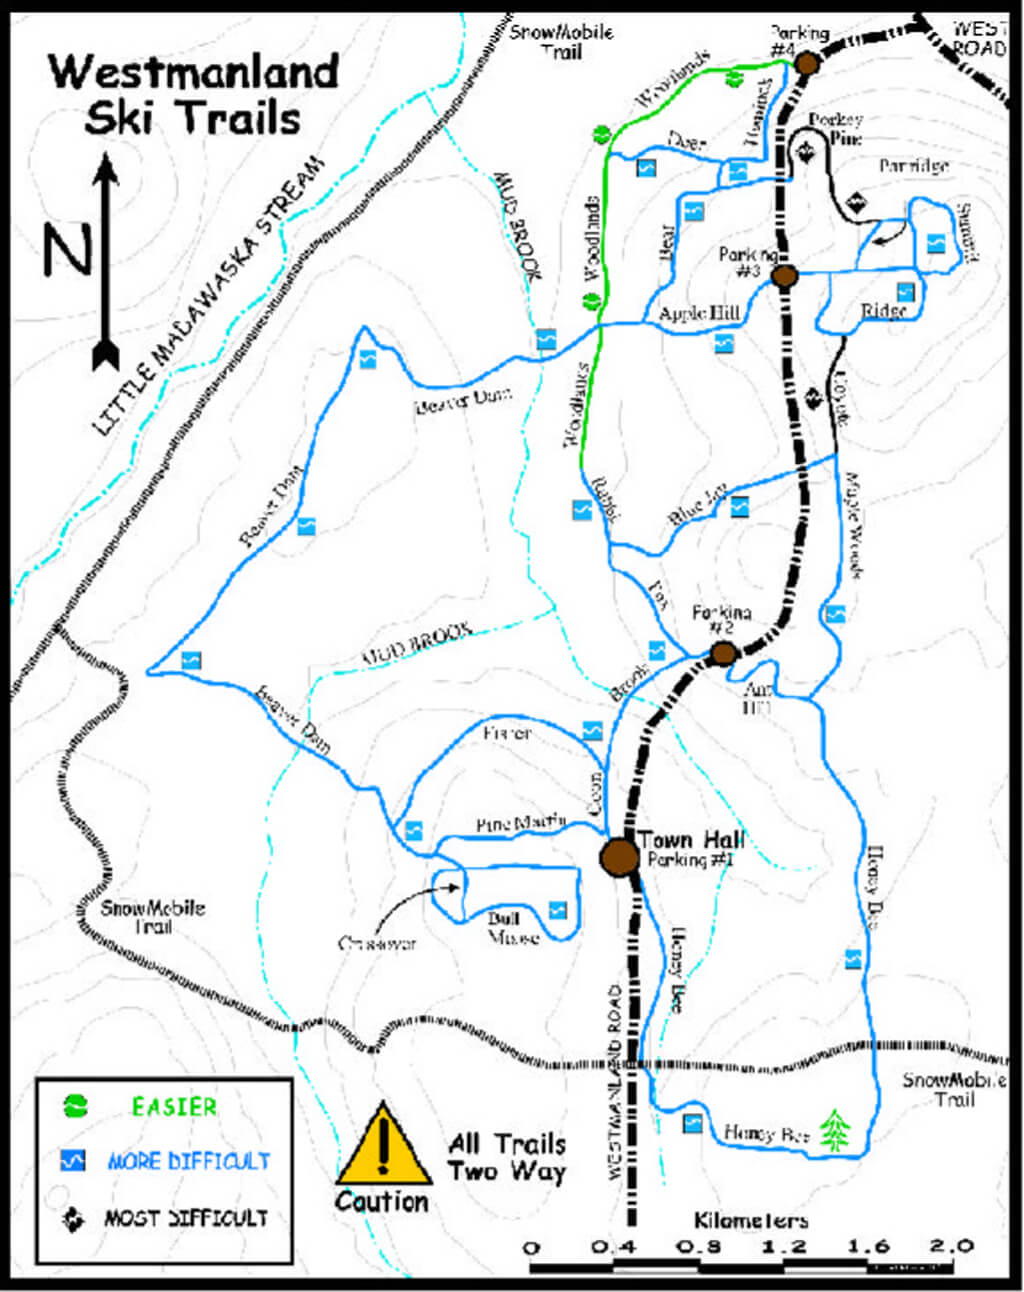 Westmanland
Ski Trails
N
LITTLE MADAWASKA STREAM
SnowMobile
Trail
MUD BROOK
Parking
#4
WEST
ROAD
Woodlands
Deer
Porkey
Pine
Parridge
Summit
Woodlands
Bear
Parking
#3
Apple Hill
Ridge
Coyote
Beaver Dam
Woodlands
Beaver Dam
Rabbit
Blue Jay
Maple Woods
Fox
Parking
#2
MUD BROOK
Brook
Ant
Hill
Beaver Dam
Fisher
Coon
Pine Martin
Town Hall
Parking #1
Honey Bee
SnowMobile
Trail
Crossover
Bull
Moose
Honey Bee
WESTMANLAND ROAD
SnowMobile
Trail
Honey Bee
EASIER
MORE DIFFICULT
MOST DIFFICULT
Caution
All Trails
Two Way
Kilometers
0 0.4 0.8 1.2 1.6 2.0